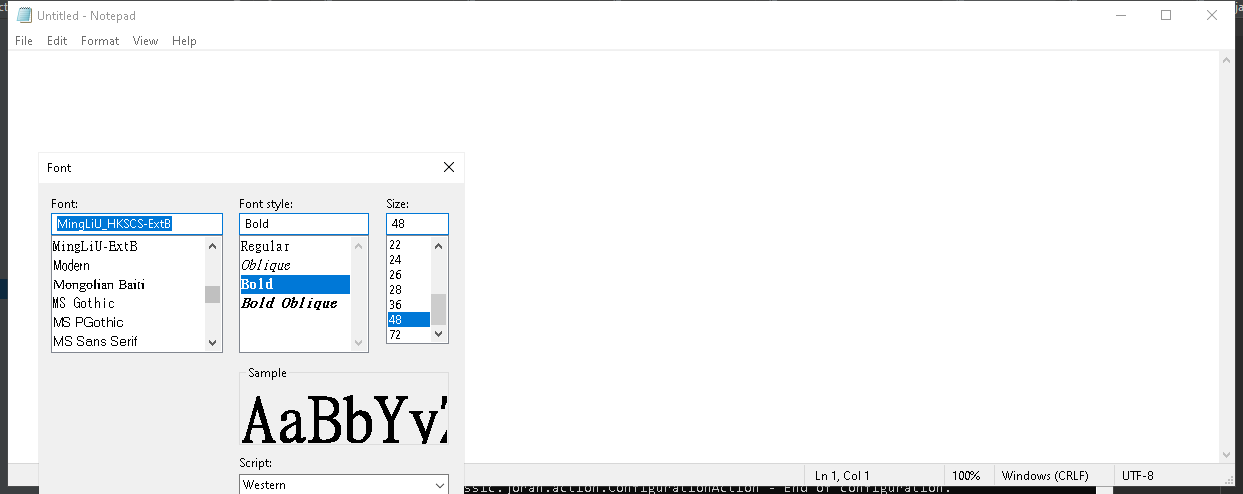 Untitled - Notepad
File Edit Format View Help
Font
Font: Font style: Size:
MingLiU_HKSCS-ExtB Bold 48
MingLiU-ExtB Regular 22
Modern Oblique 24
Mongolian Baiti Bold 26
MS Gothic Bold Oblique 28
MS PGothic 36
MS Sans Serif 48
72
Sample
AaBbYy
Script:
Western
Ln 1, Col 1 100% Windows (CRLF) UTF-8
ssic.joran.action.ConfigurationAction - End of configuration.